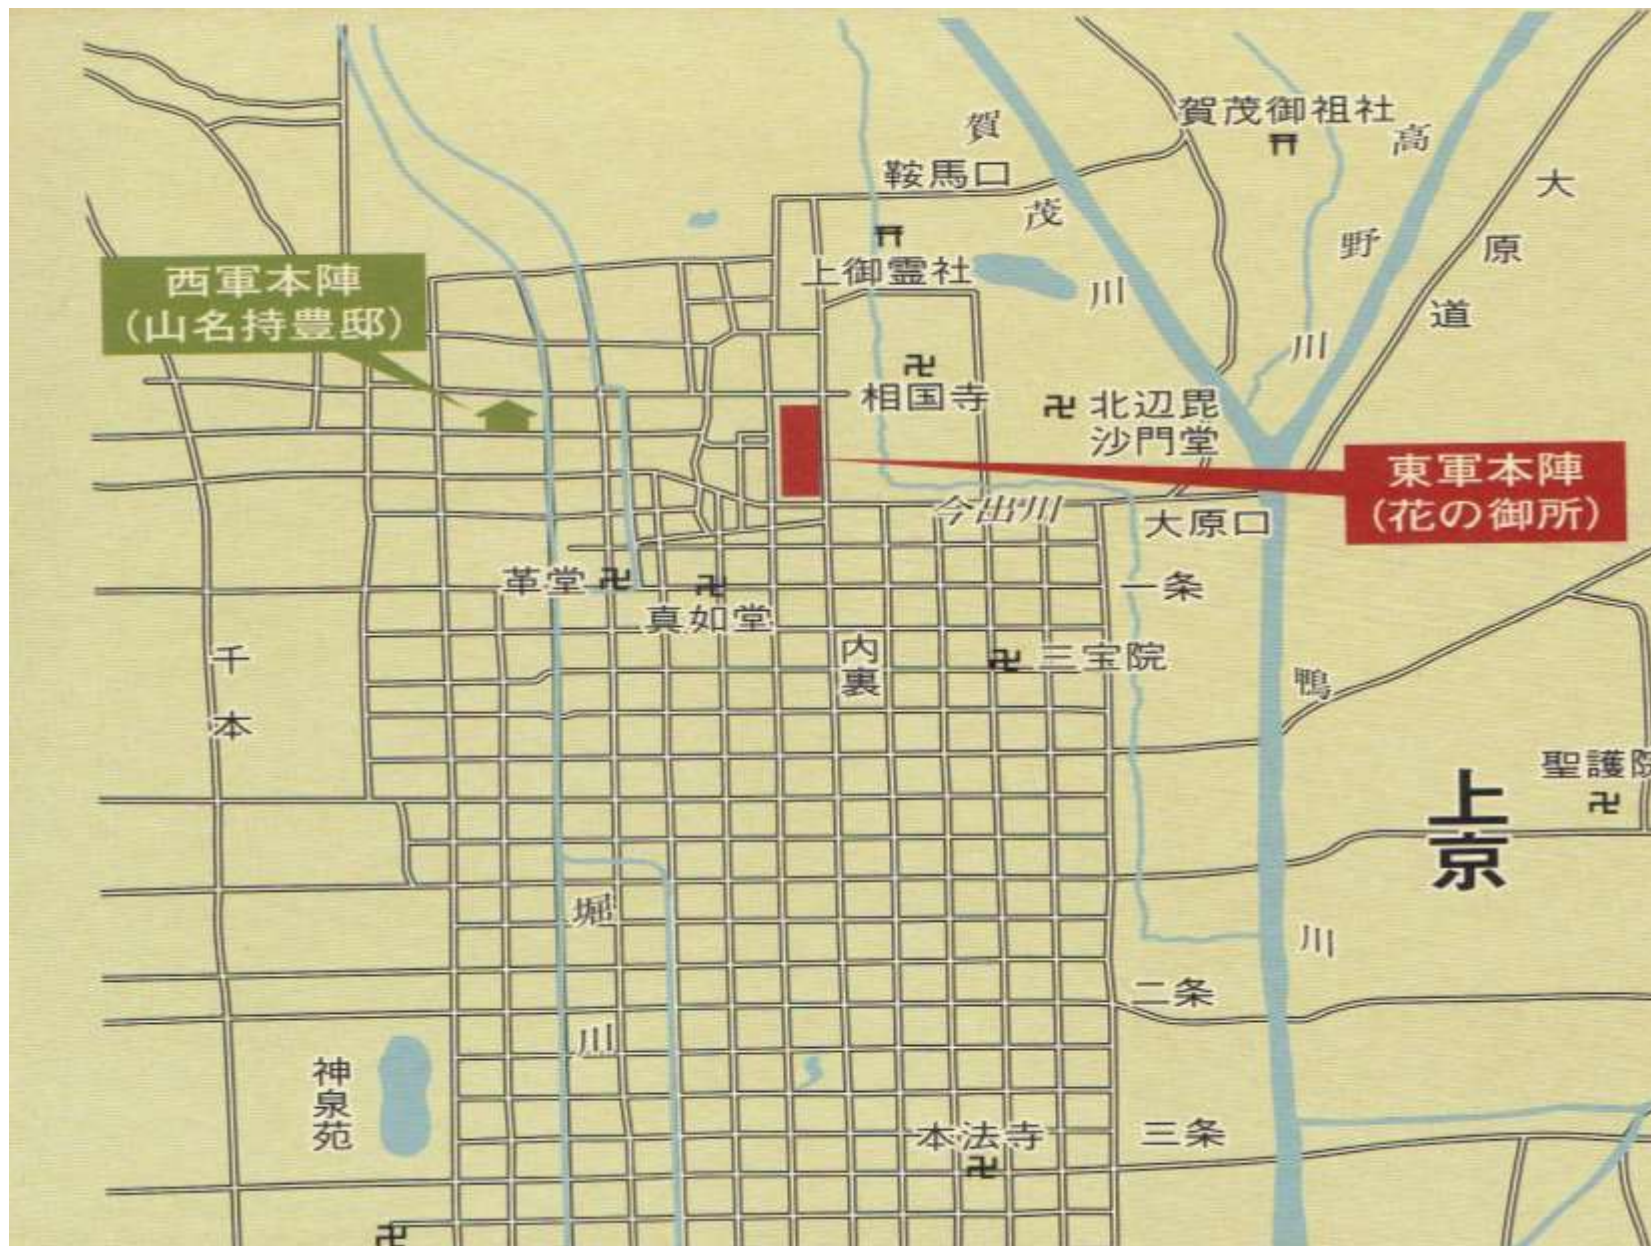 賀茂御祖社
賀茂川
高野川
大原道
鞍馬口
上御霊社
西軍本陣
(山名持豊邸)
相国寺
北辺毘
沙門堂
東軍本陣
(花の御所)
今出川
大原口
革堂
一条
真如堂
千本
内裏
三宝院
鴨川
聖護院
上京
堀川
二条
神泉苑
本法寺
三条